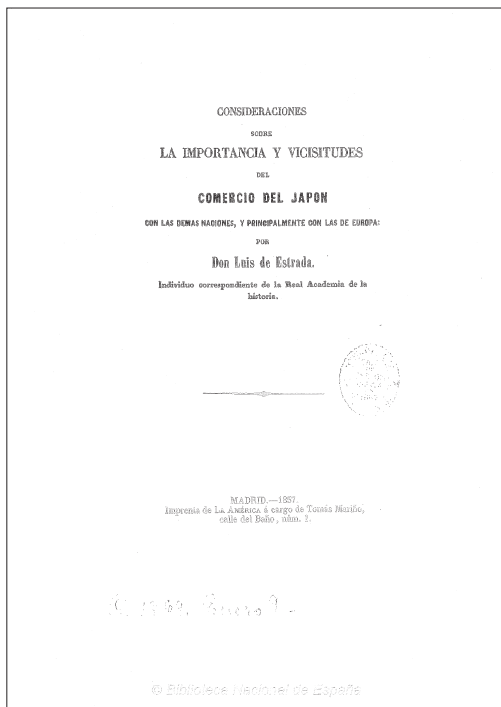 CONSIDERACIONES
SOBRE
LA IMPORTANCIA Y VICISITUDES
DEL
COMERCIO DEL JAPON
CON LAS DEMAS NACIONES, Y PRINCIPALMENTE CON LAS DE EUROPA:
POR
Don Luis de Estrada.
Individuo correspondiente de la Real Academia de la
historia.
MADRID.—1857.
Imprenta de LA AMÉRICA á cargo de Tomás Mariño,
calle del Baño, núm.
© Biblioteca Nacional de España